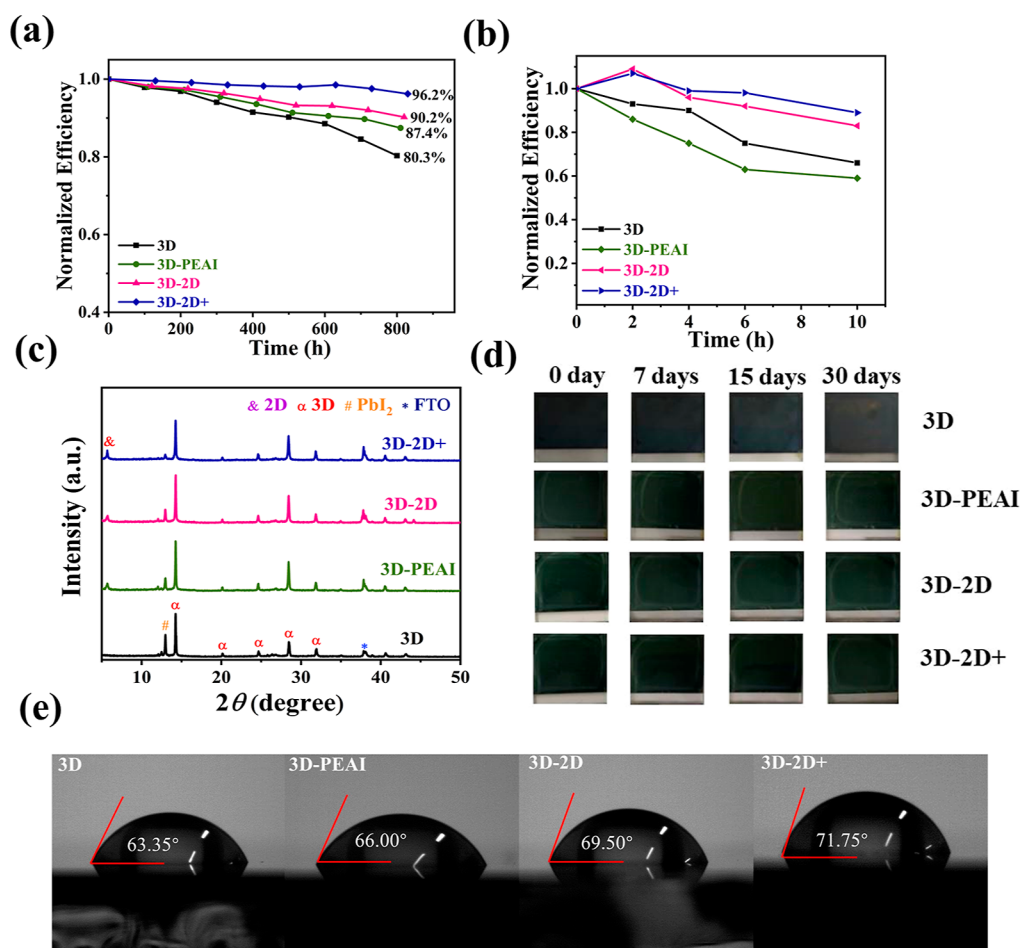 (a)
Normalized Efficiency
1.0
0.8
0.6
0.4
96.2%
90.2%
87.4%
80.3%
3D
3D-PEAI
3D-2D
3D-2D+
0 200 400 600 800
Time (h)
(b)
Normalized Efficiency
1.0
0.8
0.6
0.4
0.2
3D
3D-PEAI
3D-2D
3D-2D+
0 2 4 6 8 10
Time (h)
(c)
Intensity (a.u.)
& 2D α 3D # PbI₂ * FTO
&
3D-2D+
3D-2D
3D-PEAI
# α α α α α *
3D
10 20 30 40 50
2θ (degree)
(d)
0 day 7 days 15 days 30 days
3D
3D-PEAI
3D-2D
3D-2D+
(e)
3D 3D-PEAI 3D-2D 3D-2D+
63.35° 66.00° 69.50° 71.75°